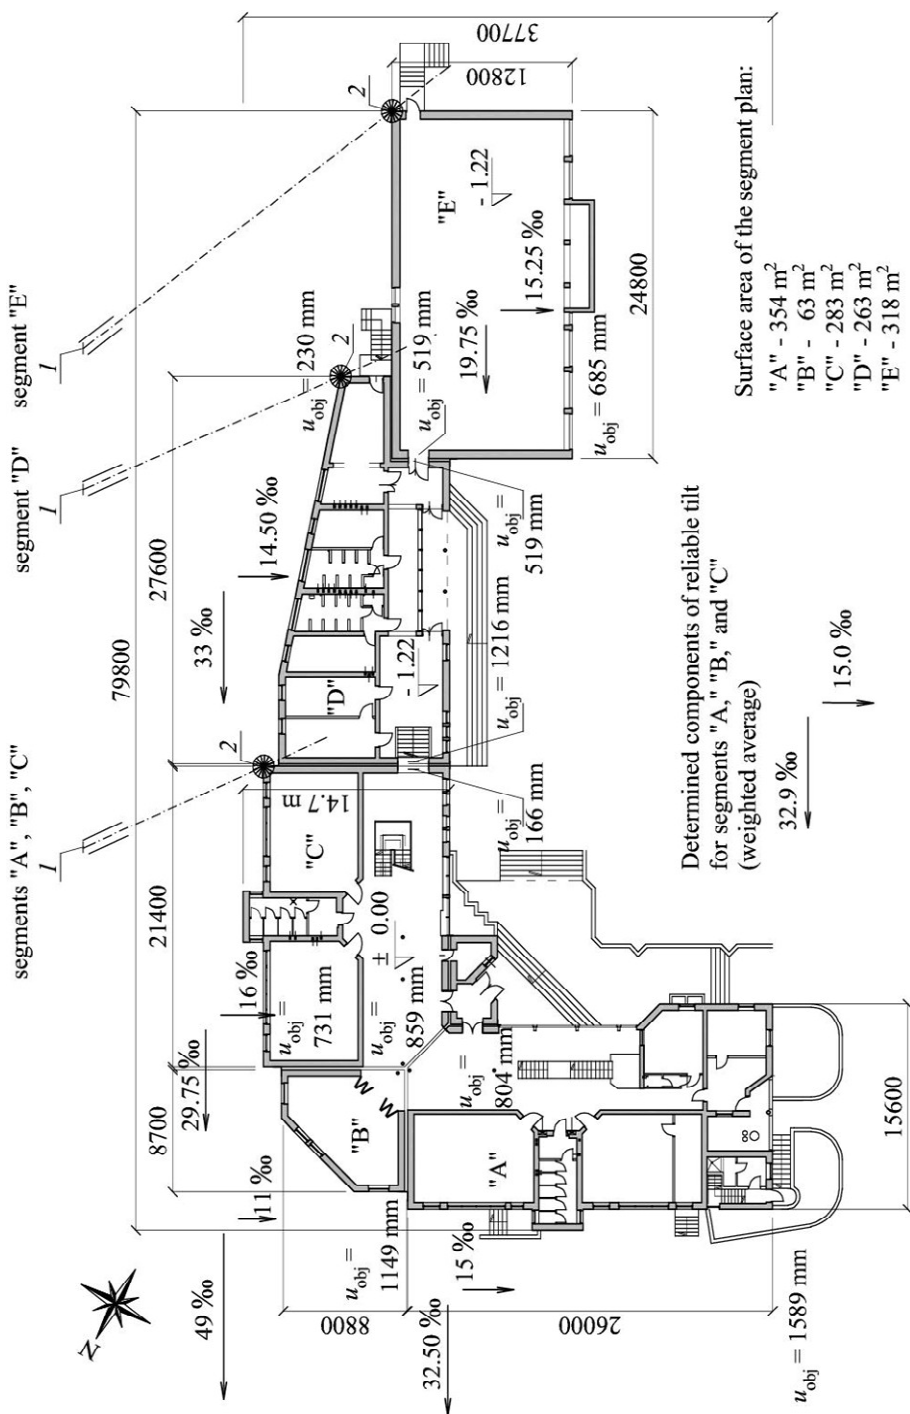 segments "A", "B", "C"
1
segment "D"
1
segment "E"
1
79800
37700
12800
8700
21400
27600
2
2
2
N
49 ‰
11 ‰
29.75 ‰
16 ‰
33 ‰
14.50 ‰
u_obj =
230 mm
u_obj =
731 mm
"C"
14.7 m
"D"
- 1.22
"E"
- 1.22
u_obj =
519 mm
19.75 ‰
15.25 ‰
8800
"B"
± 0.00
u_obj =
859 mm
u_obj =
166 mm
u_obj =
1216 mm
u_obj =
519 mm
u_obj =
685 mm
24800
u_obj =
1149 mm
32.50 ‰
15 ‰
"A"
u_obj =
804 mm
26000
15600
u_obj = 1589 mm
Determined components of reliable tilt
for segments "A," "B," and "C"
(weighted average)
32.9 ‰
15.0 ‰
Surface area of the segment plan:
"A" - 354 m²
"B" - 63 m²
"C" - 283 m²
"D" - 263 m²
"E" - 318 m²